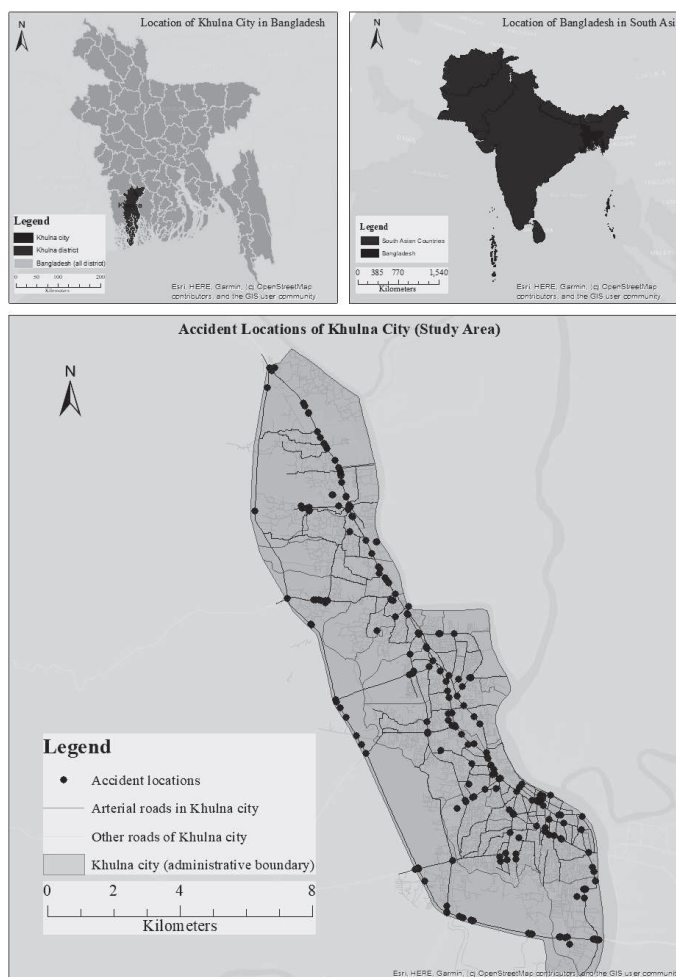 N
Location of Khulna City in Bangladesh
Legend
Khulna city
Khulna district
Bangladesh (all district)
0 50 100 200
Kilometers
Esri, HERE, Garmin, (c) OpenStreetMap
contributors, and the GIS user community
N
Location of Bangladesh in South Asi
Legend
South Asian Countries
Bangladesh
0 385 770 1,540
Kilometers
Esri, HERE, Garmin, (c) OpenStreetMap
contributors, and the GIS user community
Accident Locations of Khulna City (Study Area)
N
Legend
Accident locations
Arterial roads in Khulna city
Other roads of Khulna city
Khulna city (administrative boundary)
0 2 4 8
Kilometers
Esri, HERE, Garmin, (c) OpenStreetMap contributors, and the GIS user communit